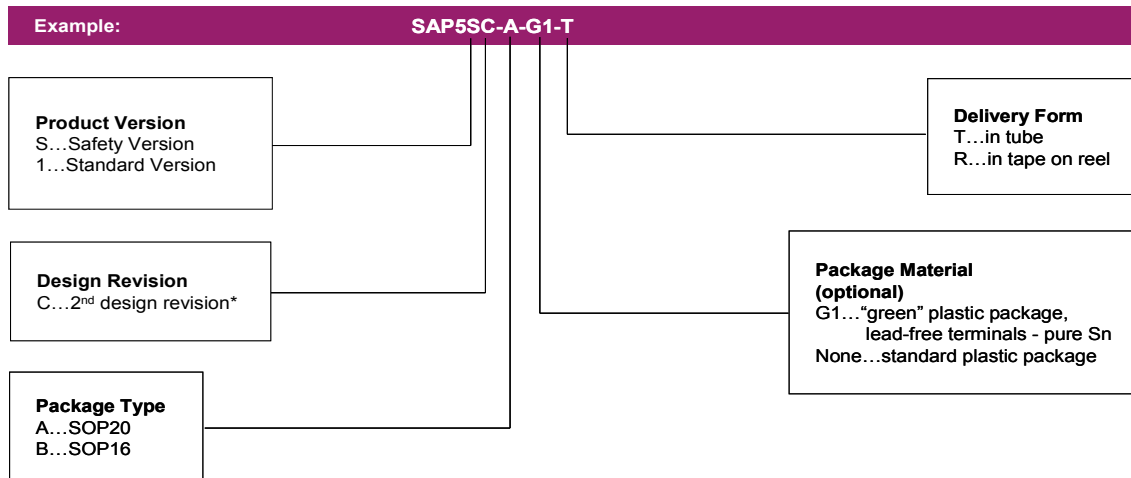 Example: SAP5SC-A-G1-T
Product Version
S…Safety Version
1…Standard Version
Design Revision
C…2nd design revision*
Package Type
A…SOP20
B…SOP16
Delivery Form
T…in tube
R…in tape on reel
Package Material
(optional)
G1…“green” plastic package,
lead-free terminals - pure Sn
None…standard plastic package